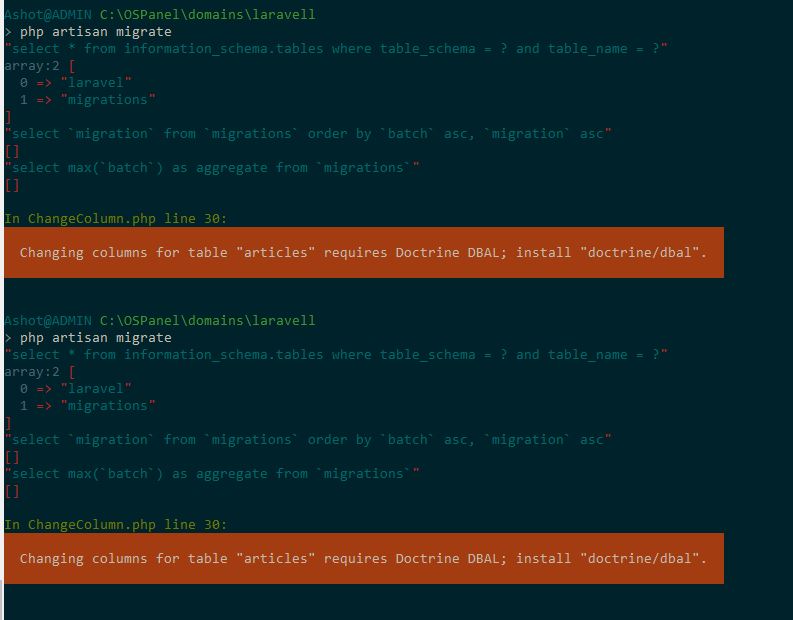 Ashot@ADMIN C:\OSPanel\domains\laravell
> php artisan migrate
"select * from information_schema.tables where table_schema = ? and table_name = ?"
array:2 [
  0 => "laravel"
  1 => "migrations"
]
"select `migration` from `migrations` order by `batch` asc, `migration` asc"
[]
"select max(`batch`) as aggregate from `migrations`"
[]
In ChangeColumn.php line 30:
Changing columns for table "articles" requires Doctrine DBAL; install "doctrine/dbal".
Ashot@ADMIN C:\OSPanel\domains\laravell
> php artisan migrate
"select * from information_schema.tables where table_schema = ? and table_name = ?"
array:2 [
  0 => "laravel"
  1 => "migrations"
]
"select `migration` from `migrations` order by `batch` asc, `migration` asc"
[]
"select max(`batch`) as aggregate from `migrations`"
[]
In ChangeColumn.php line 30:
Changing columns for table "articles" requires Doctrine DBAL; install "doctrine/dbal".